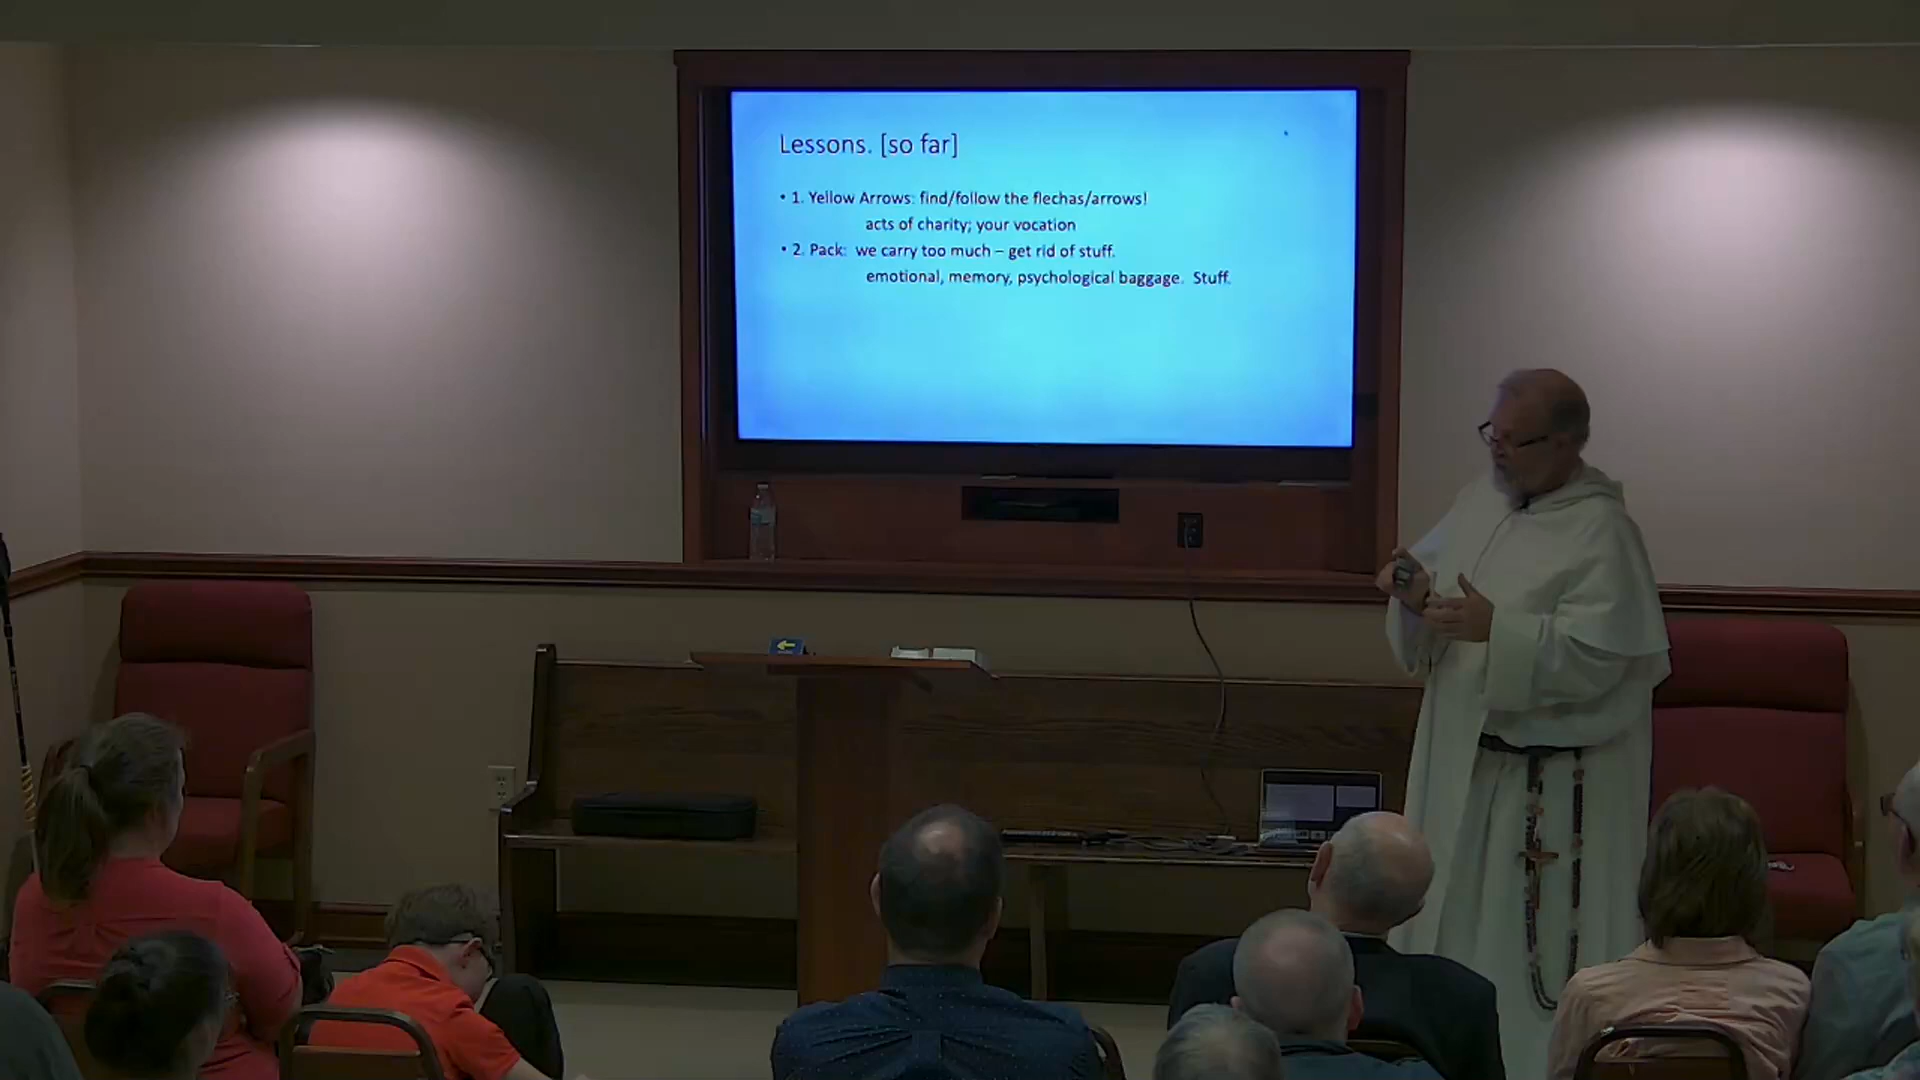 Lessons. [so far]
• 1. Yellow Arrows: find/follow the flechas/arrows!
acts of charity; your vocation
• 2. Pack: we carry too much – get rid of stuff.
emotional, memory, psychological baggage. Stuff.